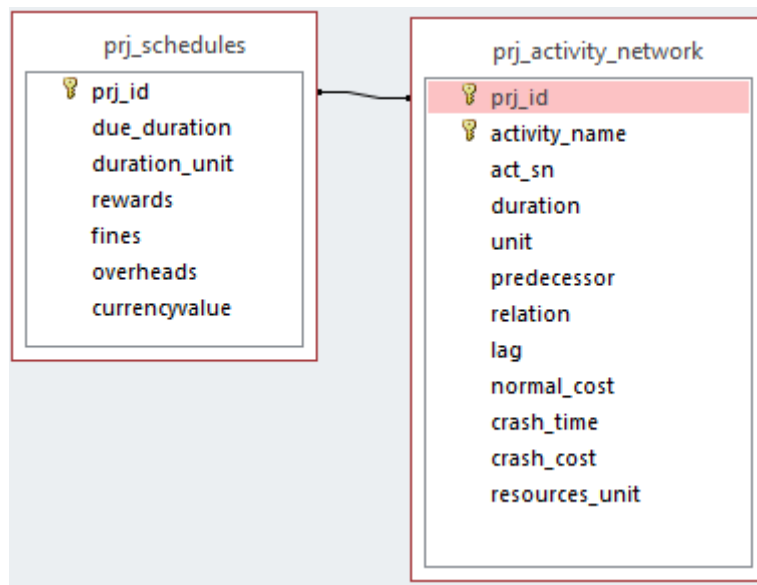 prj_schedules
prj_id
due_duration
duration_unit
rewards
fines
overheads
currencyvalue
prj_activity_network
prj_id
activity_name
act_sn
duration
unit
predecessor
relation
lag
normal_cost
crash_time
crash_cost
resources_unit